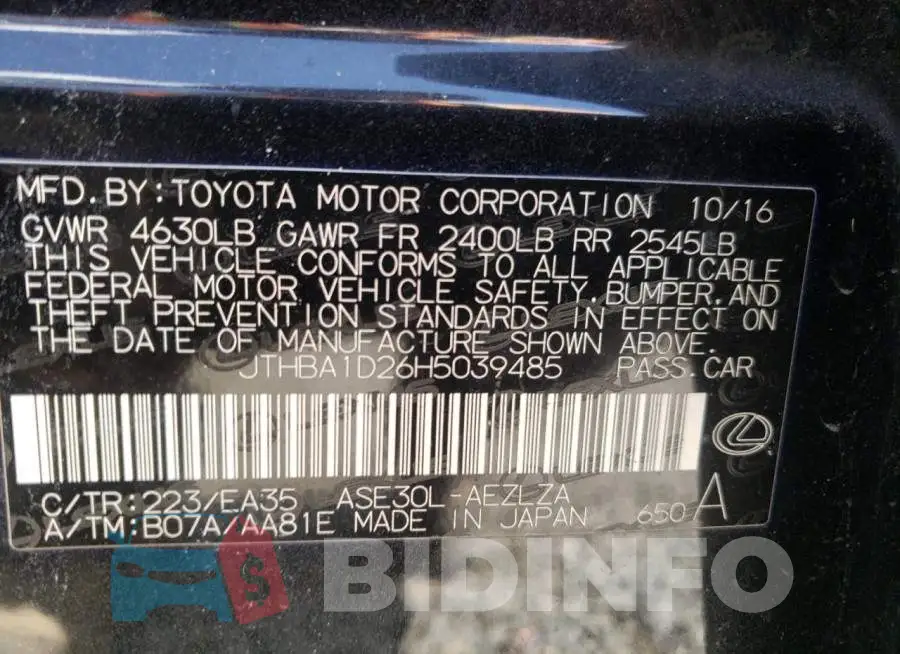 MFD.BY:TOYOTA MOTOR CORPORATION 10/16
GVWR 4630LB GAWR FR 2400LB RR 2545LB
THIS VEHICLE CONFORMS TO ALL APPLICABLE
FEDERAL MOTOR VEHICLE SAFETY,BUMPER,AND
THEFT PREVENTION STANDARDS IN EFFECT ON
THE DATE OF MANUFACTURE SHOWN ABOVE.
JTHBA1D26H5039485 PASS.CAR
C/TR:223/EA35 ASE30L-AEZLZA
A/TM:B07A/AA81E MADE IN JAPAN 650 A
$ BIDINFO